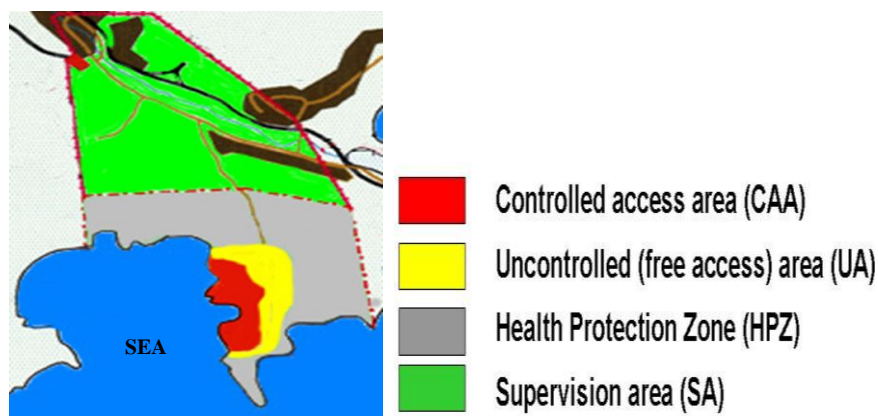 SEA
Controlled access area (CAA)
Uncontrolled (free access) area (UA)
Health Protection Zone (HPZ)
Supervision area (SA)